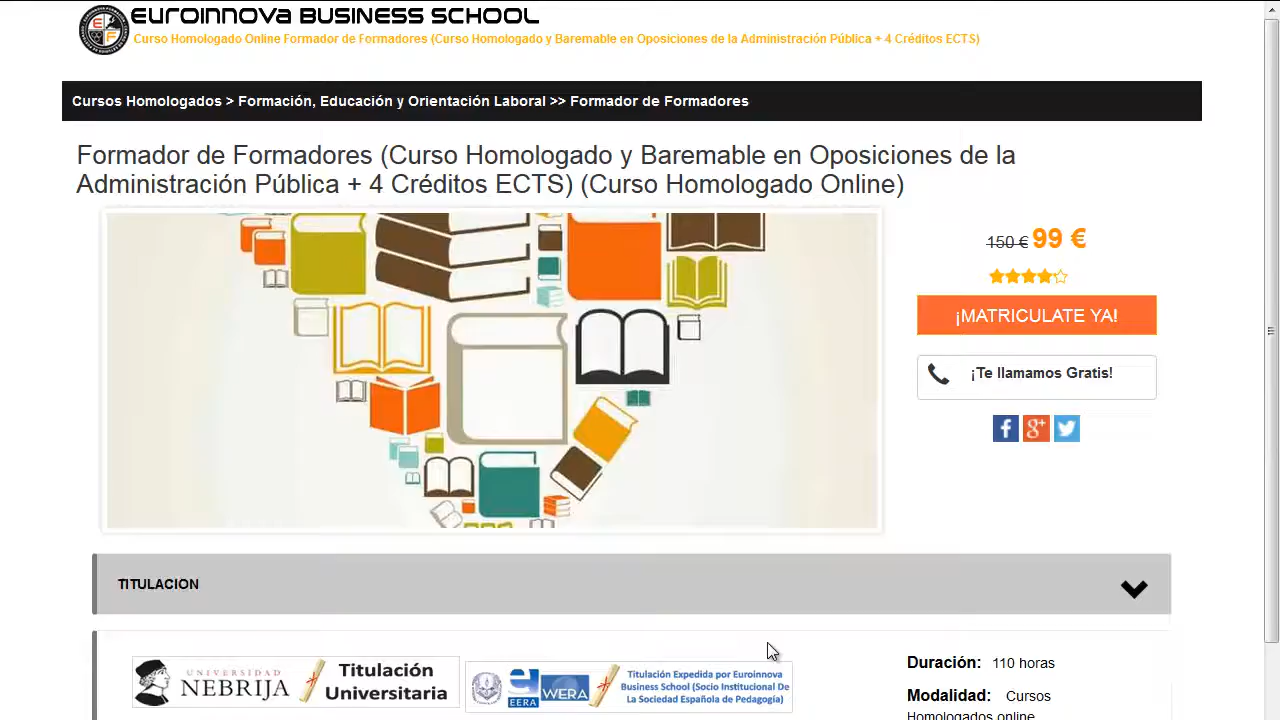 EUROINNOVA BUSINESS SCHOOL
Curso Homologado Online Formador de Formadores (Curso Homologado y Baremable en Oposiciones de la Administración Pública + 4 Créditos ECTS)
Cursos Homologados > Formación, Educación y Orientación Laboral >> Formador de Formadores
Formador de Formadores (Curso Homologado y Baremable en Oposiciones de la
Administración Pública + 4 Créditos ECTS) (Curso Homologado Online)
150 € 99 €
¡MATRICULATE YA!
¡Te llamamos Gratis!
TITULACION
UNIVERSIDAD
NEBRIJA
Titulación
Universitaria
EERA
WERA
Titulación Expedida por Euroinnova
Business School (Socio Institucional De
La Sociedad Española de Pedagogía)
Duración: 110 horas
Modalidad: Cursos
Homologados online